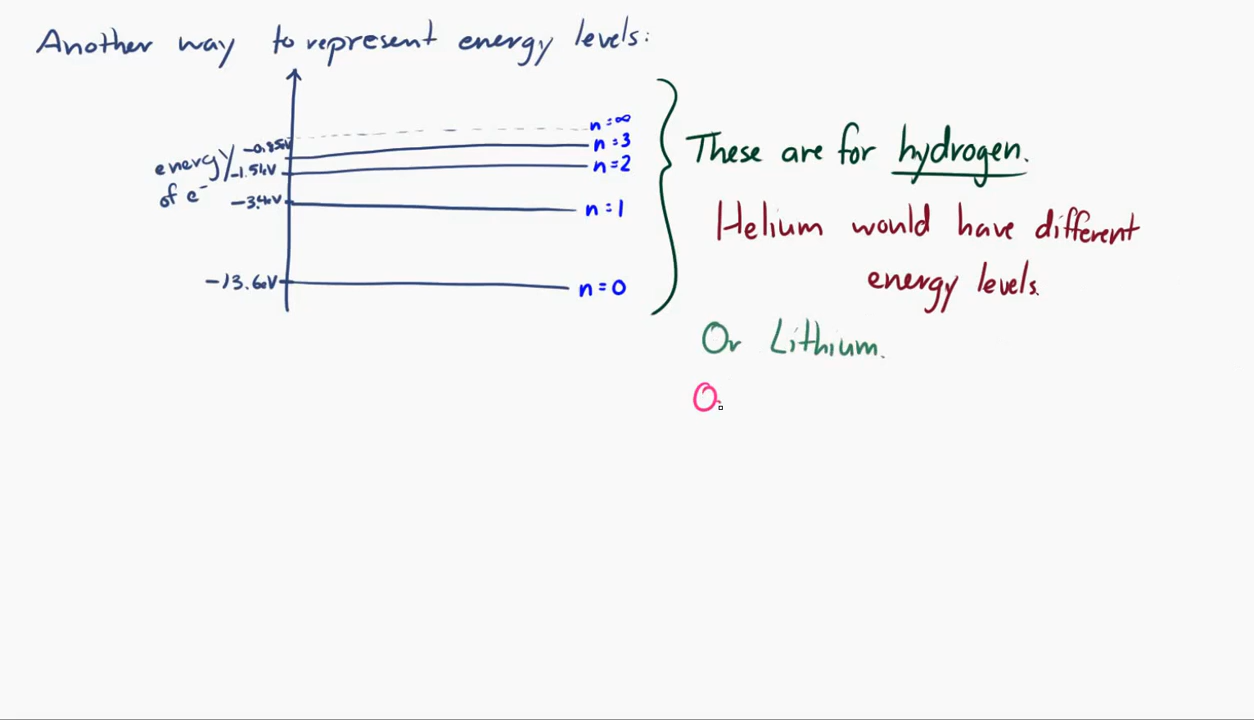 Another way to represent energy levels:
n=∞
-0.85eV
n=3
energy
-1.51eV
n=2
of e⁻
-3.4eV
n=1
-13.6eV
n=0
These are for hydrogen.
Helium would have different
energy levels.
Or Lithium.
O